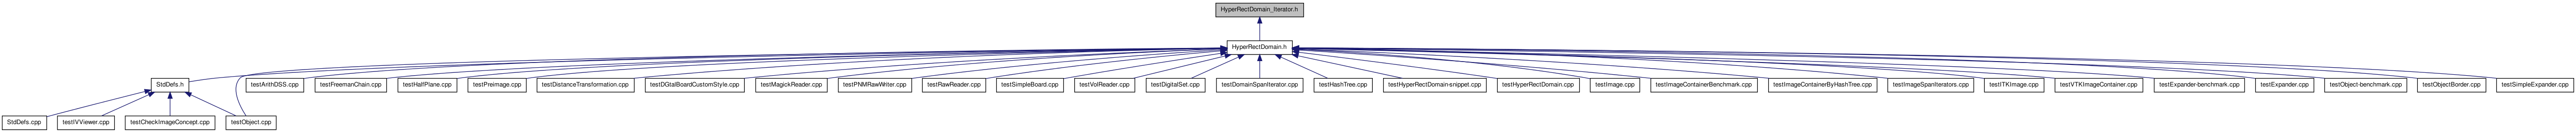 HyperRectDomain_Iterator.h
HyperRectDomain.h
StdDefs.h
testArithDSS.cpp
testFreemanChain.cpp
testHalfPlane.cpp
testPreimage.cpp
testDistanceTransformation.cpp
testDGtalBoardCustomStyle.cpp
testMagickReader.cpp
testPNMRawWriter.cpp
testRawReader.cpp
testSimpleBoard.cpp
testVolReader.cpp
testDigitalSet.cpp
testDomainSpanIterator.cpp
testHashTree.cpp
testHyperRectDomain-snippet.cpp
testHyperRectDomain.cpp
testImage.cpp
testImageContainerBenchmark.cpp
testImageContainerByHashTree.cpp
testImageSpanIterators.cpp
testITKImage.cpp
testVTKImageContainer.cpp
testExpander-benchmark.cpp
testExpander.cpp
testObject-benchmark.cpp
testObjectBorder.cpp
testSimpleExpander.cpp
StdDefs.cpp
testIVViewer.cpp
testCheckImageConcept.cpp
testObject.cpp